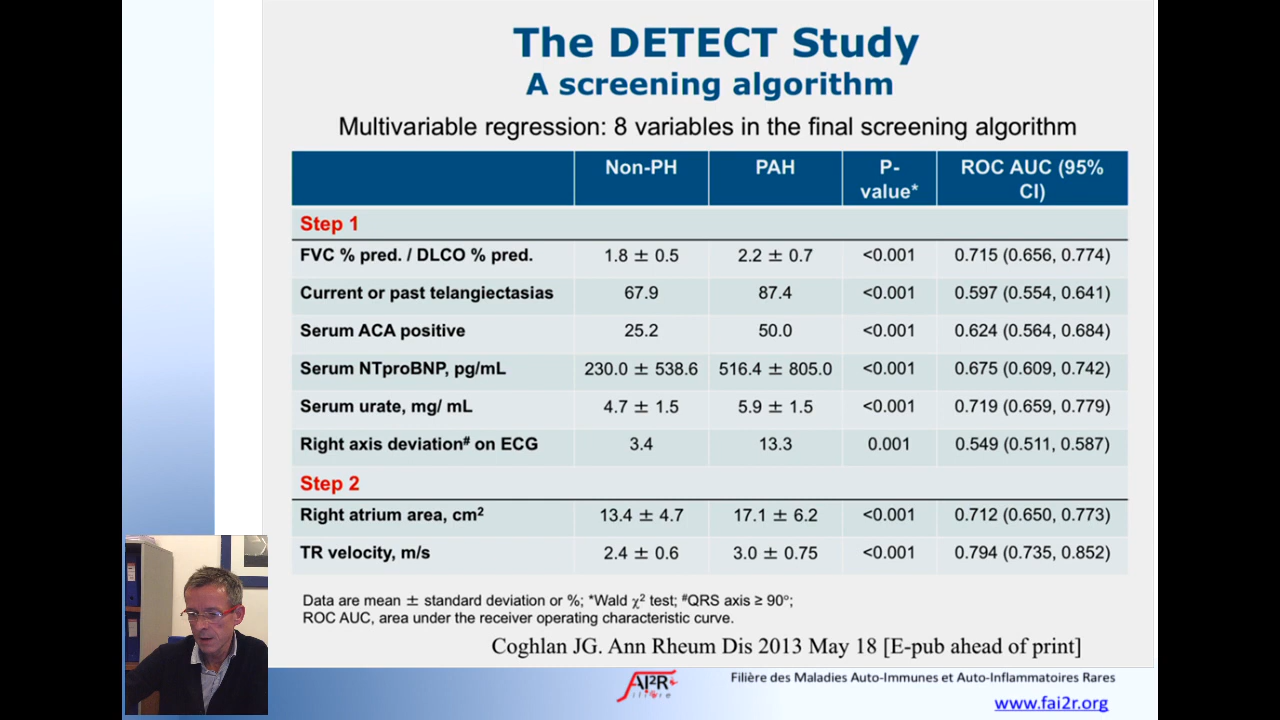 The DETECT Study
A screening algorithm
Multivariable regression: 8 variables in the final screening algorithm
Non-PH PAH P-value* ROC AUC (95% CI)
Step 1
FVC % pred. / DLCO % pred. 1.8 ± 0.5 2.2 ± 0.7 <0.001 0.715 (0.656, 0.774)
Current or past telangiectasias 67.9 87.4 <0.001 0.597 (0.554, 0.641)
Serum ACA positive 25.2 50.0 <0.001 0.624 (0.564, 0.684)
Serum NTproBNP, pg/mL 230.0 ± 538.6 516.4 ± 805.0 <0.001 0.675 (0.609, 0.742)
Serum urate, mg/ mL 4.7 ± 1.5 5.9 ± 1.5 <0.001 0.719 (0.659, 0.779)
Right axis deviation# on ECG 3.4 13.3 0.001 0.549 (0.511, 0.587)
Step 2
Right atrium area, cm² 13.4 ± 4.7 17.1 ± 6.2 <0.001 0.712 (0.650, 0.773)
TR velocity, m/s 2.4 ± 0.6 3.0 ± 0.75 <0.001 0.794 (0.735, 0.852)
Data are mean ± standard deviation or %; *Wald χ² test; #QRS axis ≥ 90°;
ROC AUC, area under the receiver operating characteristic curve.
Coghlan JG. Ann Rheum Dis 2013 May 18 [E-pub ahead of print]
FAI²R
filière
Filière des Maladies Auto-Immunes et Auto-Inflammatoires Rares
www.fai2r.org